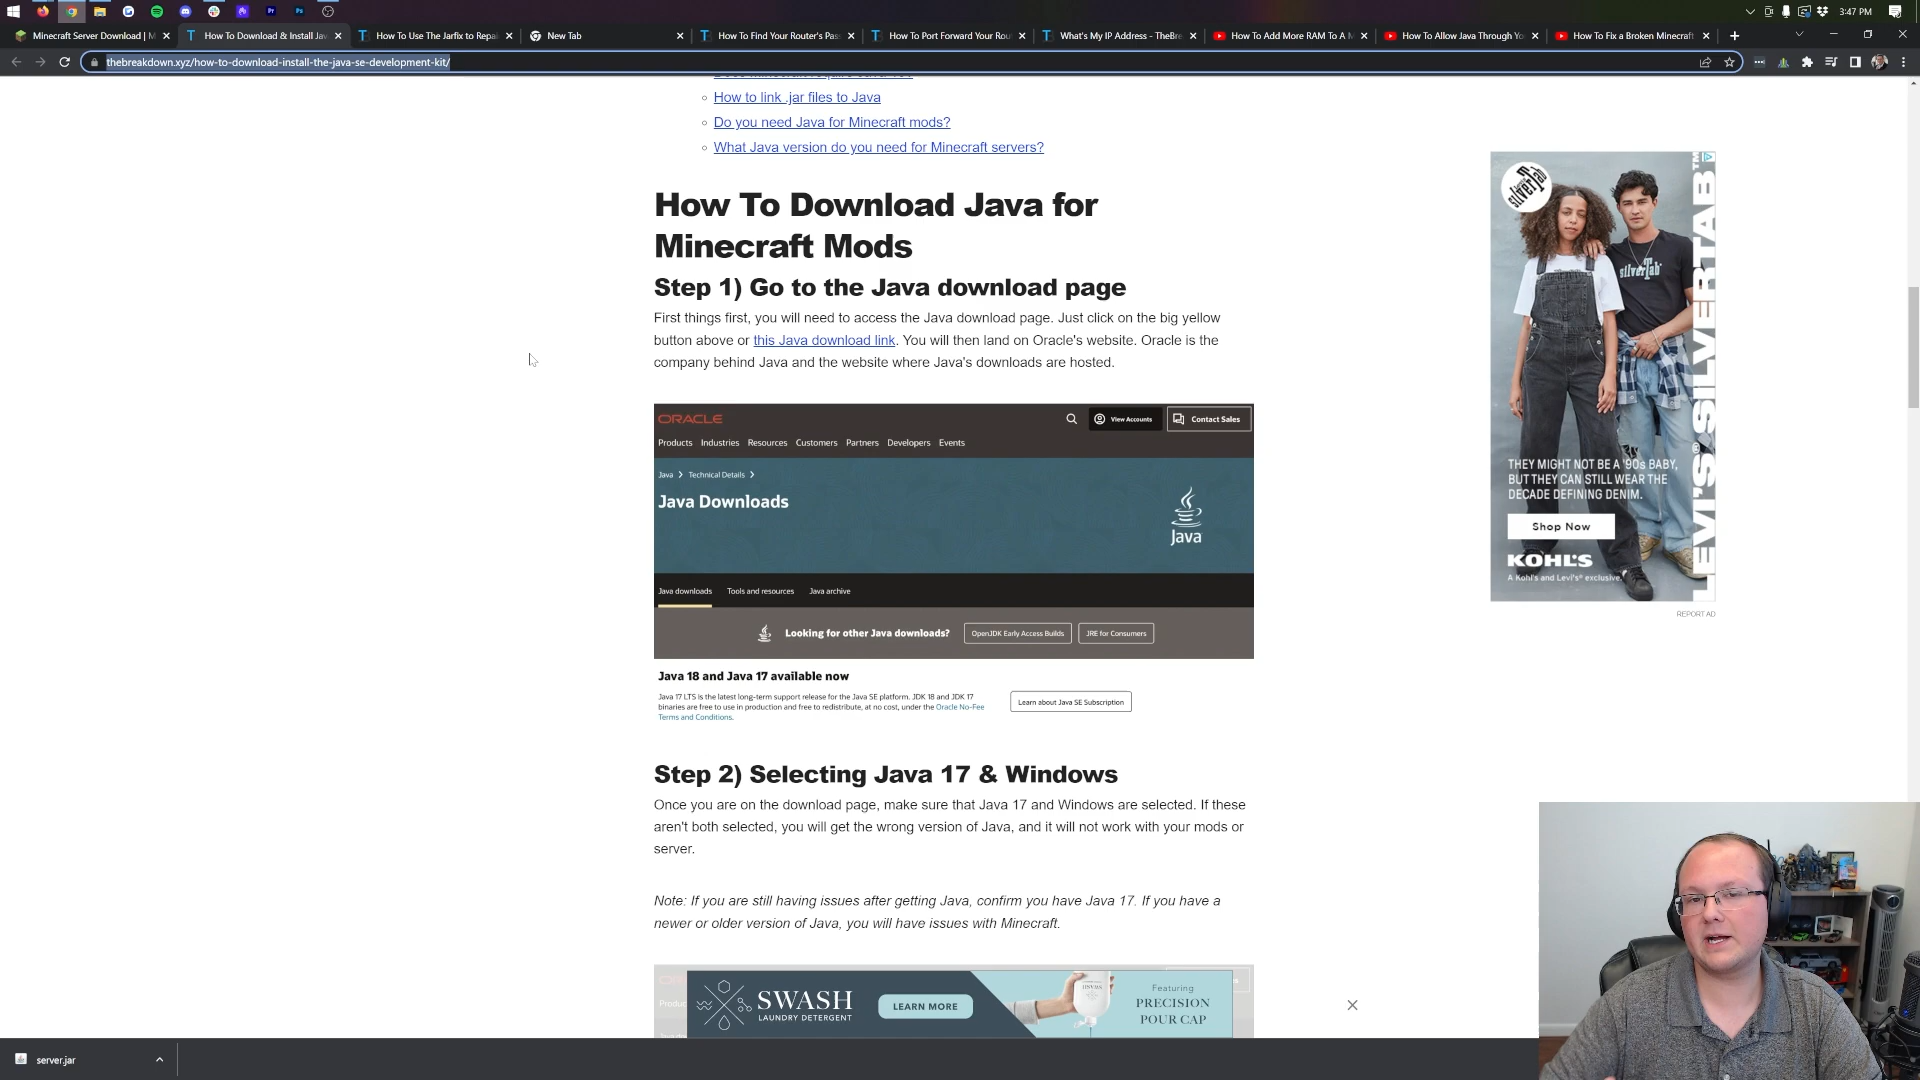 3:47 PM
Minecraft Server Download | M
How To Download & Install Jav
How To Use The Jarfix to Repai
New Tab
How To Find Your Router's Pas
How To Port Forward Your Rou
What's My IP Address - TheBre
How To Add More RAM To A M
How To Allow Java Through Yo
How To Fix a Broken Minecraft
thebreakdown.xyz/how-to-download-install-the-java-se-development-kit/
How to link .jar files to Java
Do you need Java for Minecraft mods?
What Java version do you need for Minecraft servers?
How To Download Java for
Minecraft Mods
Step 1) Go to the Java download page
First things first, you will need to access the Java download page. Just click on the big yellow
button above or this Java download link. You will then land on Oracle's website. Oracle is the
company behind Java and the website where Java's downloads are hosted.
ORACLE
View Accounts
Contact Sales
Products Industries Resources Customers Partners Developers Events
Java > Technical Details >
Java Downloads
Java
Java downloads Tools and resources Java archive
Looking for other Java downloads?
OpenJDK Early Access Builds
JRE for Consumers
Java 18 and Java 17 available now
Java 17 LTS is the latest long-term support release for the Java SE platform. JDK 18 and JDK 17
binaries are free to use in production and free to redistribute, at no cost, under the Oracle No-Fee
Terms and Conditions.
Learn about Java SE Subscription
Step 2) Selecting Java 17 & Windows
Once you are on the download page, make sure that Java 17 and Windows are selected. If these
aren't both selected, you will get the wrong version of Java, and it will not work with your mods or
server.
Note: If you are still having issues after getting Java, confirm you have Java 17. If you have a
newer or older version of Java, you will have issues with Minecraft.
SWASH
LAUNDRY DETERGENT
LEARN MORE
Featuring
PRECISION
POUR CAP
silverTab
silverTab
LEVI'S® SILVERTAB™
THEY MIGHT NOT BE A '90s BABY,
BUT THEY CAN STILL WEAR THE
DECADE DEFINING DENIM.
Shop Now
KOHL'S
A Kohl's and Levi's® exclusive.
REPORT AD
server.jar